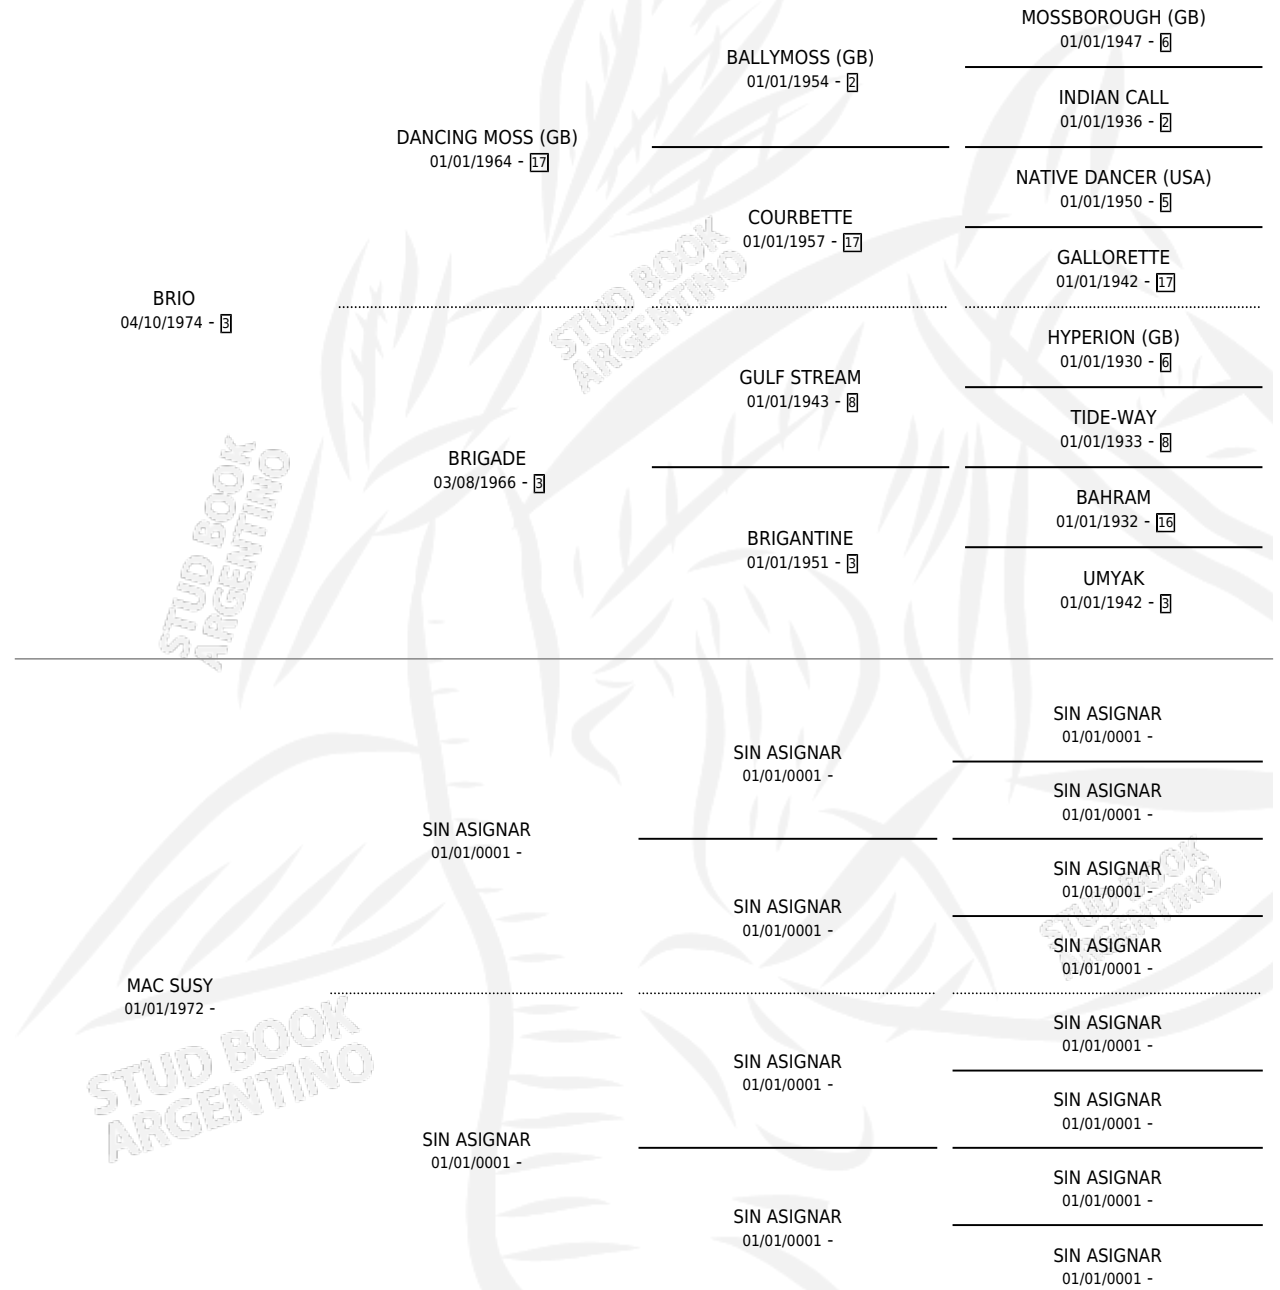 MOSSBOROUGH (GB)
01/01/1947 - 6
BALLYMOSS (GB)
01/01/1954 - 2
INDIAN CALL
01/01/1936 - 2
DANCING MOSS (GB)
01/01/1964 - 17
NATIVE DANCER (USA)
01/01/1950 - 5
COURBETTE
01/01/1957 - 17
GALLORETTE
01/01/1942 - 17
BRIO
04/10/1974 - 3
HYPERION (GB)
01/01/1930 - 6
GULF STREAM
01/01/1943 - 8
TIDE-WAY
01/01/1933 - 8
BRIGADE
03/08/1966 - 3
BAHRAM
01/01/1932 - 16
BRIGANTINE
01/01/1951 - 3
UMYAK
01/01/1942 - 3
STUD BOOK
ARGENTINO
STUD BOOK
ARGENTINO
SIN ASIGNAR
01/01/0001 -
SIN ASIGNAR
01/01/0001 -
SIN ASIGNAR
01/01/0001 -
SIN ASIGNAR
01/01/0001 -
SIN ASIGNAR
01/01/0001 -
SIN ASIGNAR
01/01/0001 -
SIN ASIGNAR
01/01/0001 -
MAC SUSY
01/01/1972 -
SIN ASIGNAR
01/01/0001 -
SIN ASIGNAR
01/01/0001 -
SIN ASIGNAR
01/01/0001 -
SIN ASIGNAR
01/01/0001 -
SIN ASIGNAR
01/01/0001 -
SIN ASIGNAR
01/01/0001 -
SIN ASIGNAR
01/01/0001 -
STUD BOOK
ARGENTINO
STUD BOOK
ARGENTINO